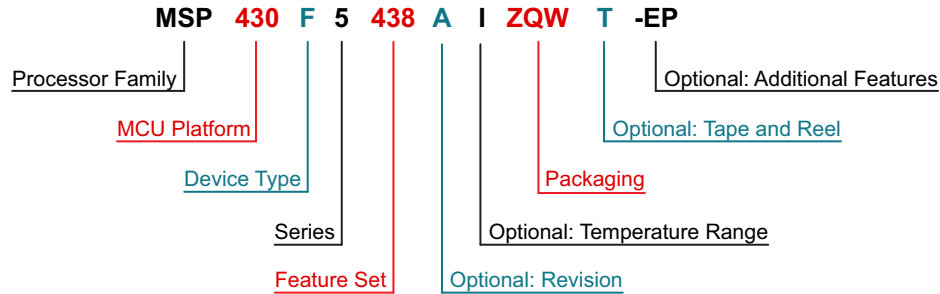 MSP 430 F 5 438 A I ZQW T -EP
Processor Family
Optional: Additional Features
MCU Platform
Optional: Tape and Reel
Device Type
Packaging
Series
Optional: Temperature Range
Feature Set
Optional: Revision